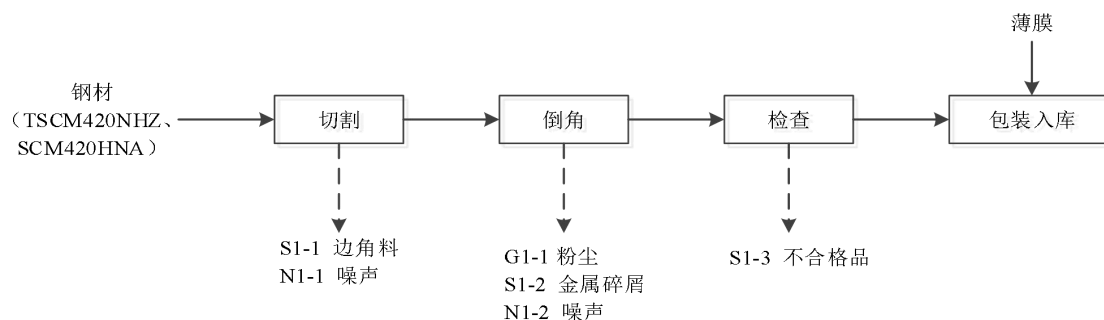 薄膜
钢材
（TSCM420NHZ、
SCM420HNA）
切割
倒角
检查
包装入库
S1-1 边角料
N1-1 噪声
G1-1 粉尘
S1-2 金属碎屑
N1-2 噪声
S1-3 不合格品